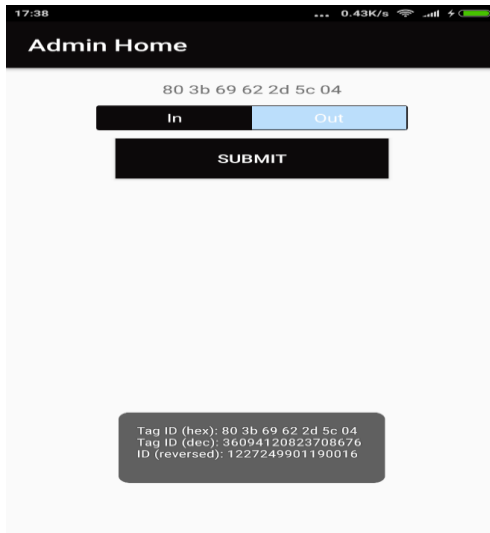 17:38 ... 0.43K/s
Admin Home
80 3b 69 62 2d 5c 04
In Out
SUBMIT
Tag ID (hex): 80 3b 69 62 2d 5c 04
Tag ID (dec): 36094120823708676
ID (reversed): 1227249901190016